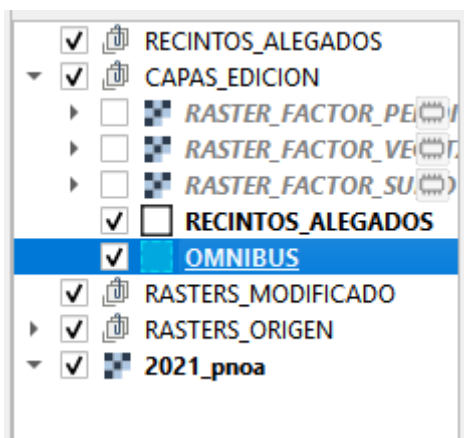 RECINTOS_ALEGADOS
CAPAS_EDICION
RASTER_FACTOR_PE
RASTER_FACTOR_VE
RASTER_FACTOR_SU
RECINTOS_ALEGADOS
OMNIBUS
RASTERS_MODIFICADO
RASTERS_ORIGEN
2021_pnoa